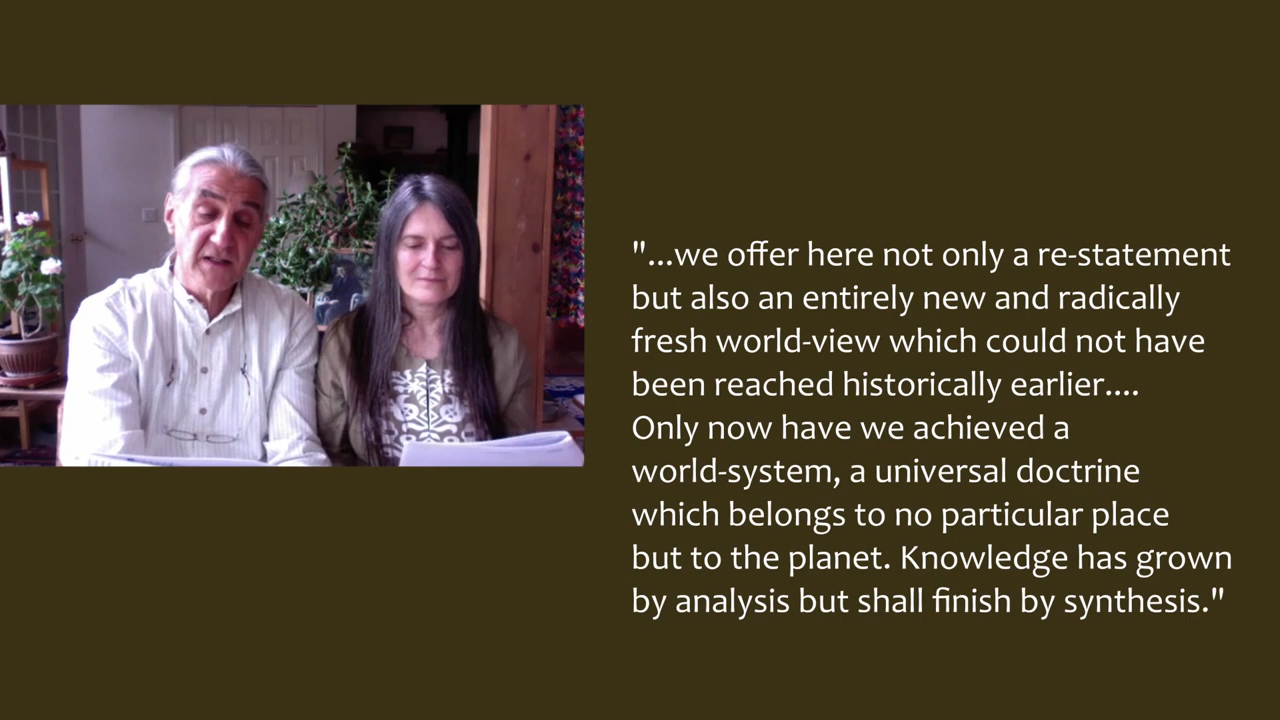 "...we offer here not only a re-statement
but also an entirely new and radically
fresh world-view which could not have
been reached historically earlier....
Only now have we achieved a
world-system, a universal doctrine
which belongs to no particular place
but to the planet. Knowledge has grown
by analysis but shall finish by synthesis."